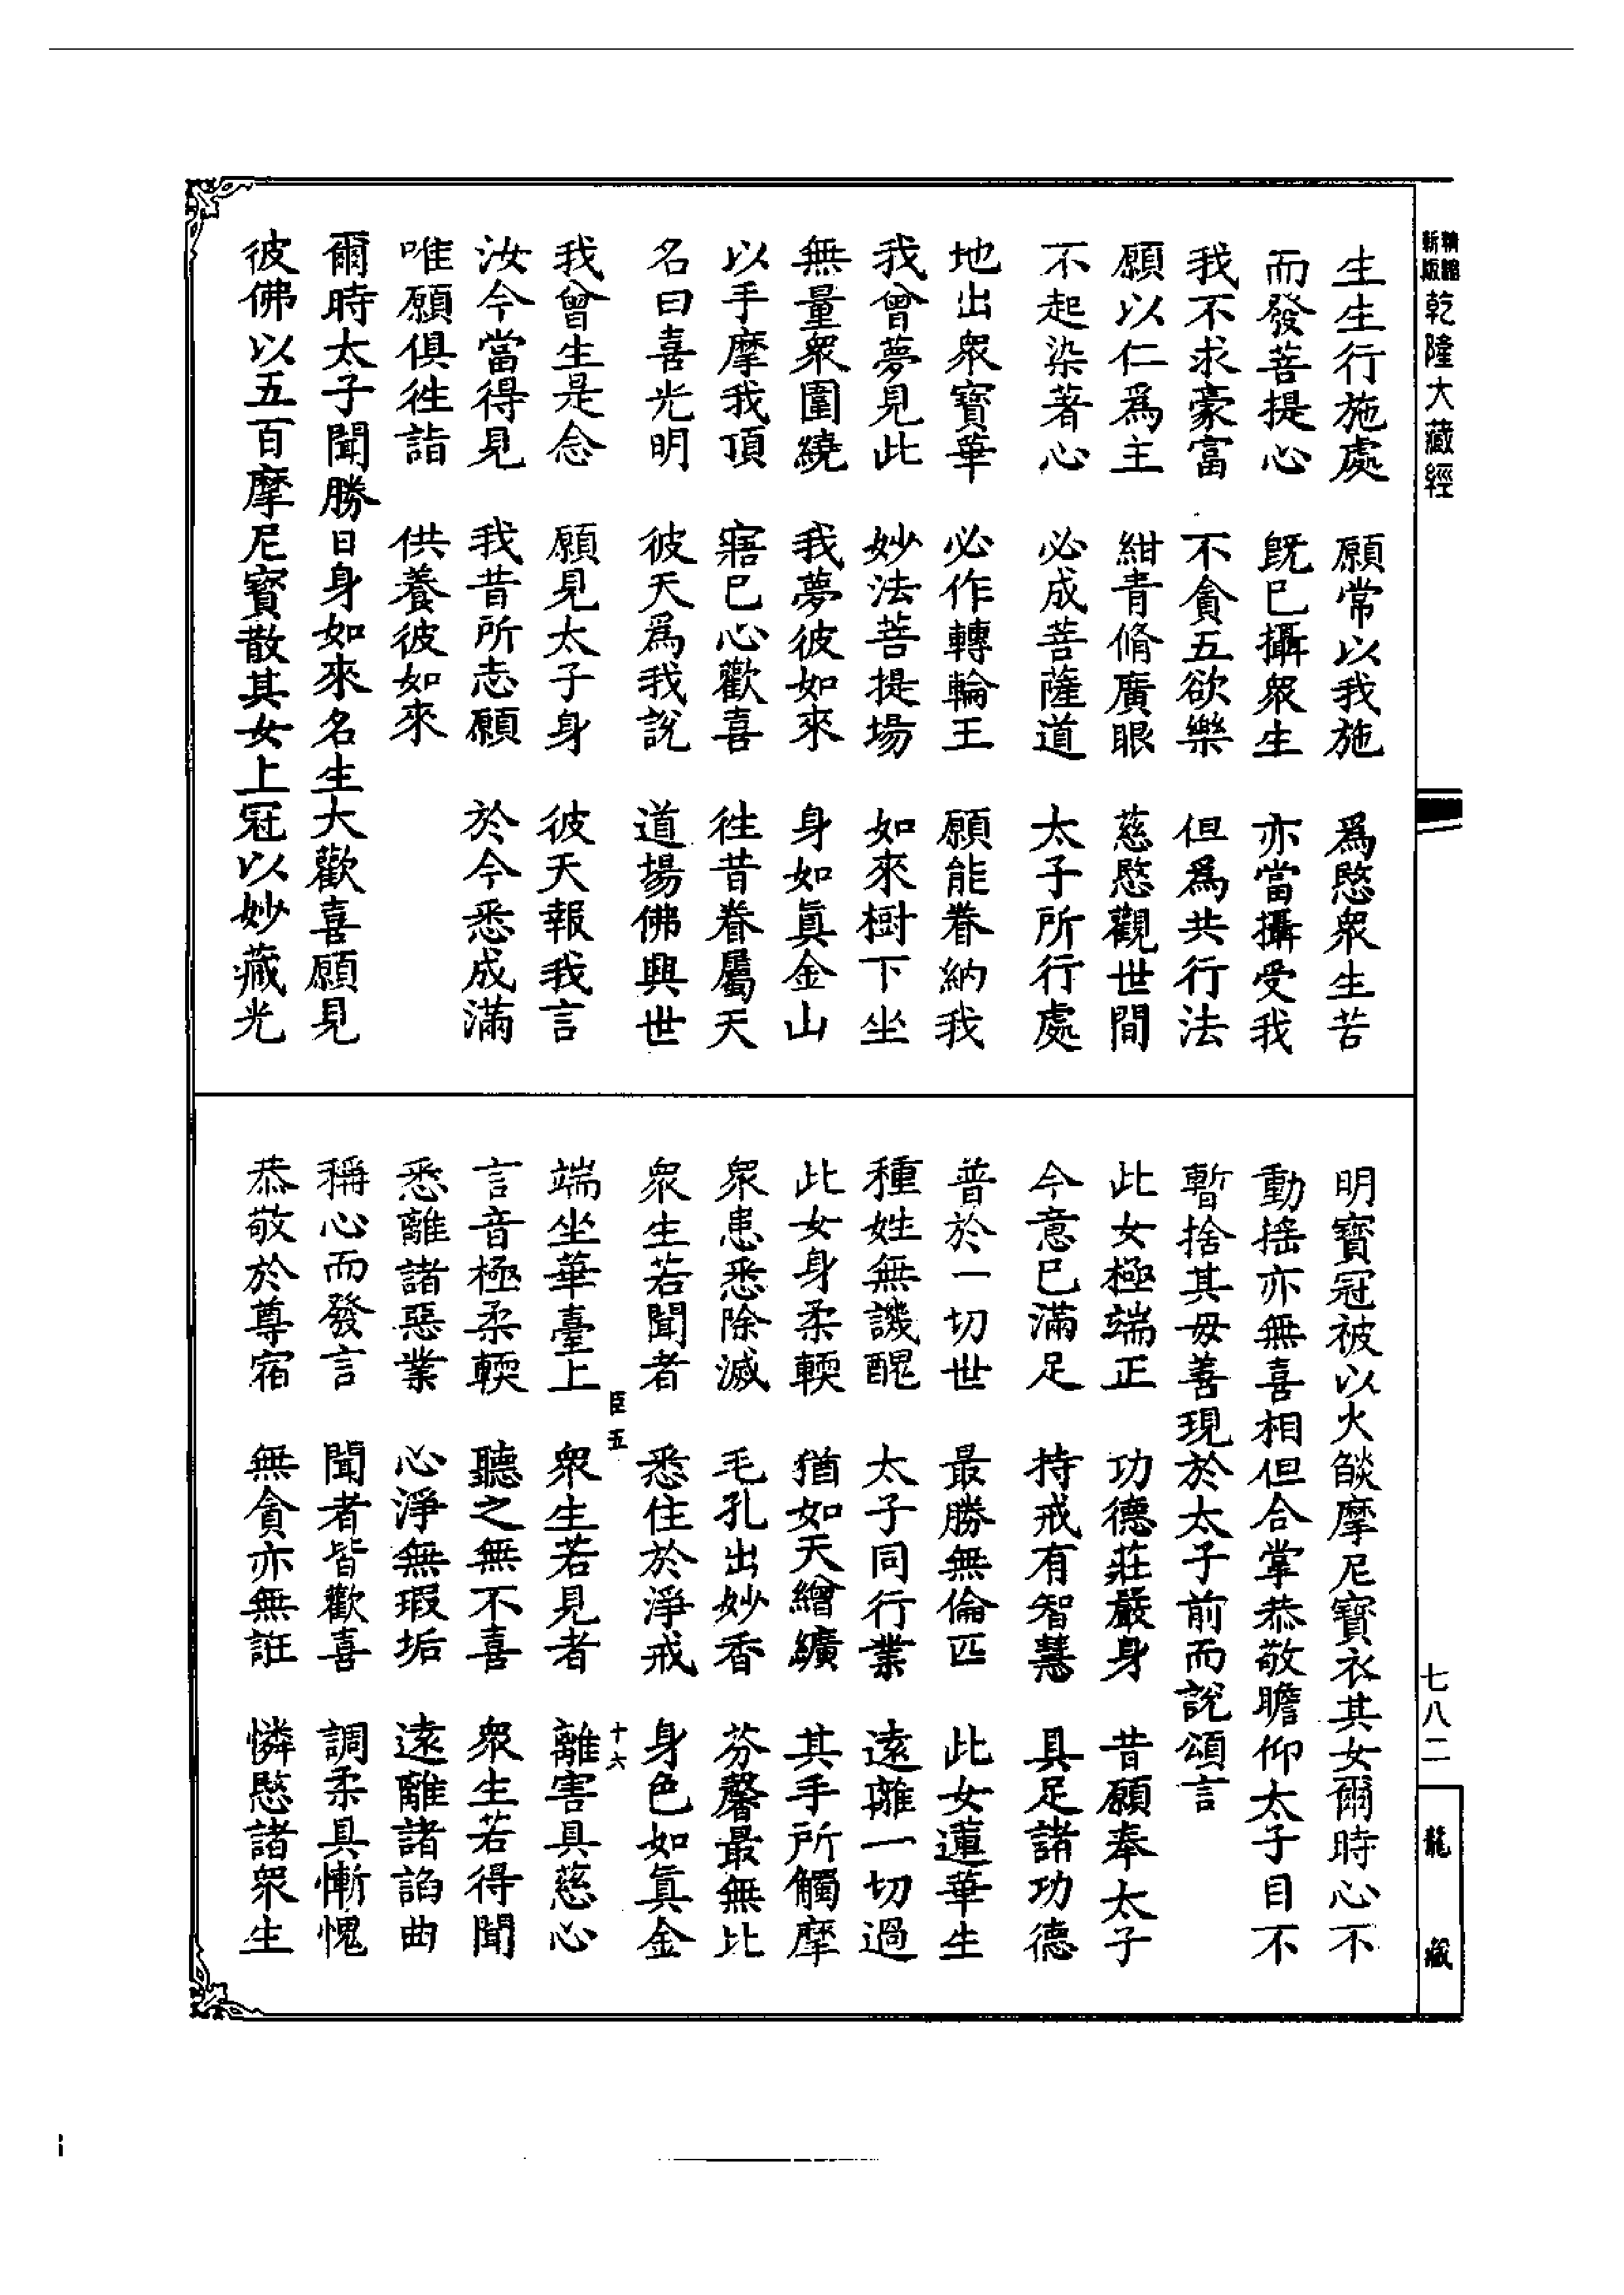 新版
精縮
乾隆大藏經
生生行施處 願常以我施 爲愍衆生苦
而發菩提心 旣已攝衆生 亦當攝受我
我不求豪富 不貪五欲樂 但爲共行法
願以仁爲主 紺青脩廣眼 慈愍觀世間
不起染著心 必成菩薩道 太子所行處
地出衆寶華 必作轉輪王 願能眷納我
我曾夢見此 妙法菩提場 如來樹下坐
無量衆圍繞 我夢彼如來 身如眞金山
以手摩我頂 寤已心歡喜 徃昔眷屬天
名曰喜光明 彼天爲我說 道場佛興世
我曾生是念 願見太子身 彼天報我言
汝今當得見 我昔所志願 於今悉成滿
唯願俱徃詣 供養彼如來
爾時太子聞勝日身如來名生大歡喜願見
彼佛以五百摩尼寶散其女上冠以妙藏光
明寶冠被以火燄摩尼寶衣其女爾時心不
動搖亦無喜相但合掌恭敬瞻仰太子目不
暫捨其母善現於太子前而說頌言
此女極端正 功德莊嚴身 昔願奉太子
今意已滿足 持戒有智慧 具足諸功德
普於一切世 最勝無倫匹 此女蓮華生
種姓無譏醜 太子同行業 遠離一切過
此女身柔輭 猶如天繒纊 其手所觸摩
衆患悉除滅 毛孔出妙香 芬馨最無比
衆生若聞者 悉住於淨戒 身色如眞金
臣五 十六
端坐華臺上 衆生若見者 離害具慈心
言音極柔輭 聽之無不喜 衆生若得聞
悉離諸惡業 心淨無瑕垢 遠離諸諂曲
稱心而發言 聞者皆歡喜 調柔具慚愧
恭敬於尊宿 無貪亦無誑 憐愍諸衆生
七八二
龍藏